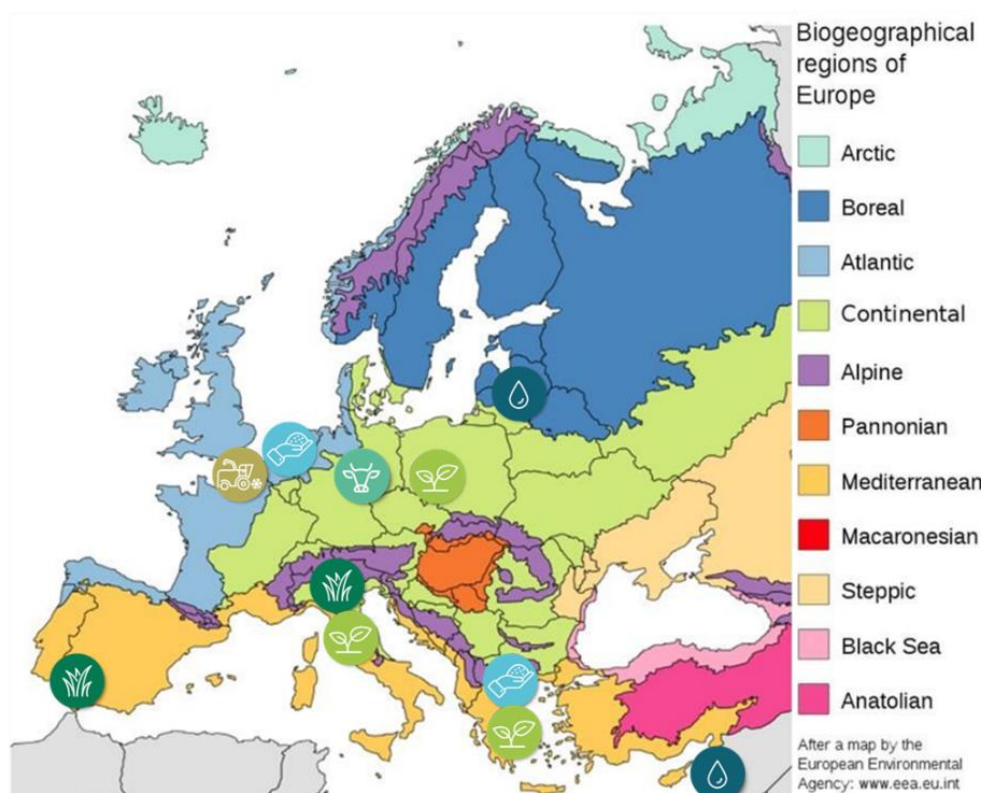 Biogeographical
regions of
Europe
Arctic
Boreal
Atlantic
Continental
Alpine
Pannonian
Mediterranean
Macaronesian
Steppic
Black Sea
Anatolian
After a map by the
European Environmental
Agency: www.eea.eu.int